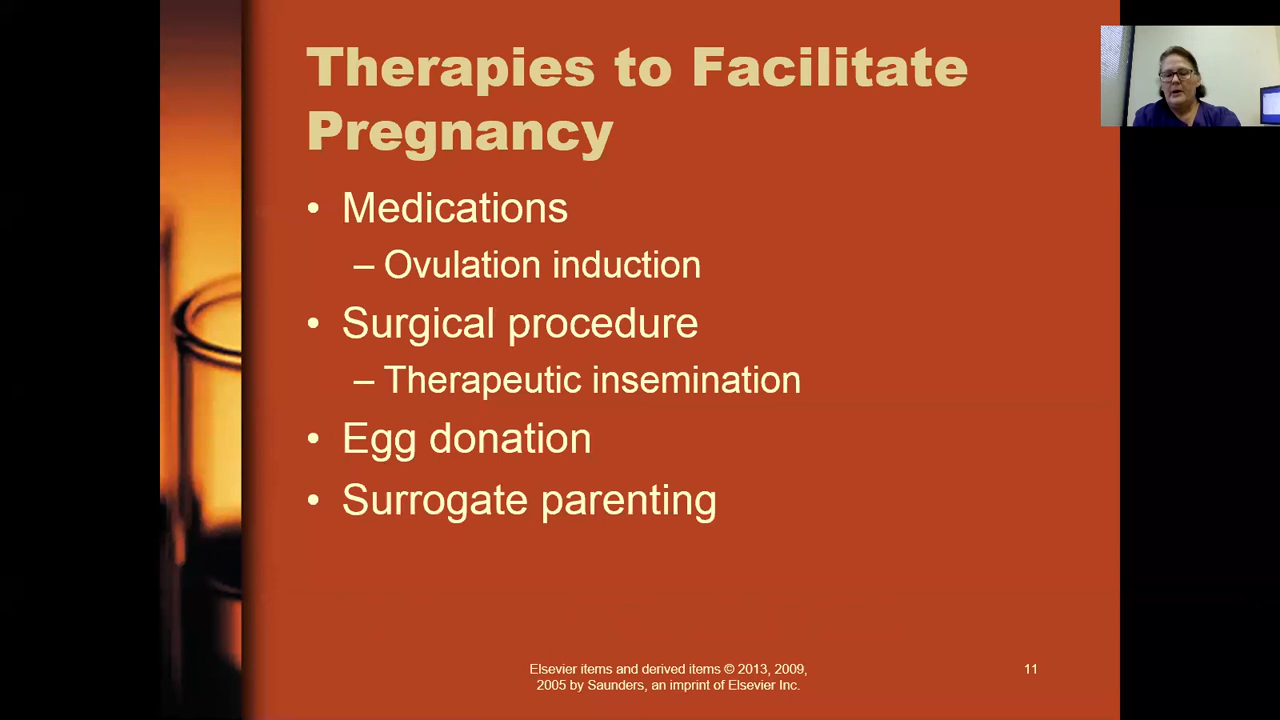 Therapies to Facilitate
Pregnancy
• Medications
– Ovulation induction
• Surgical procedure
– Therapeutic insemination
• Egg donation
• Surrogate parenting
Elsevier items and derived items © 2013, 2009,
2005 by Saunders, an imprint of Elsevier Inc.
11